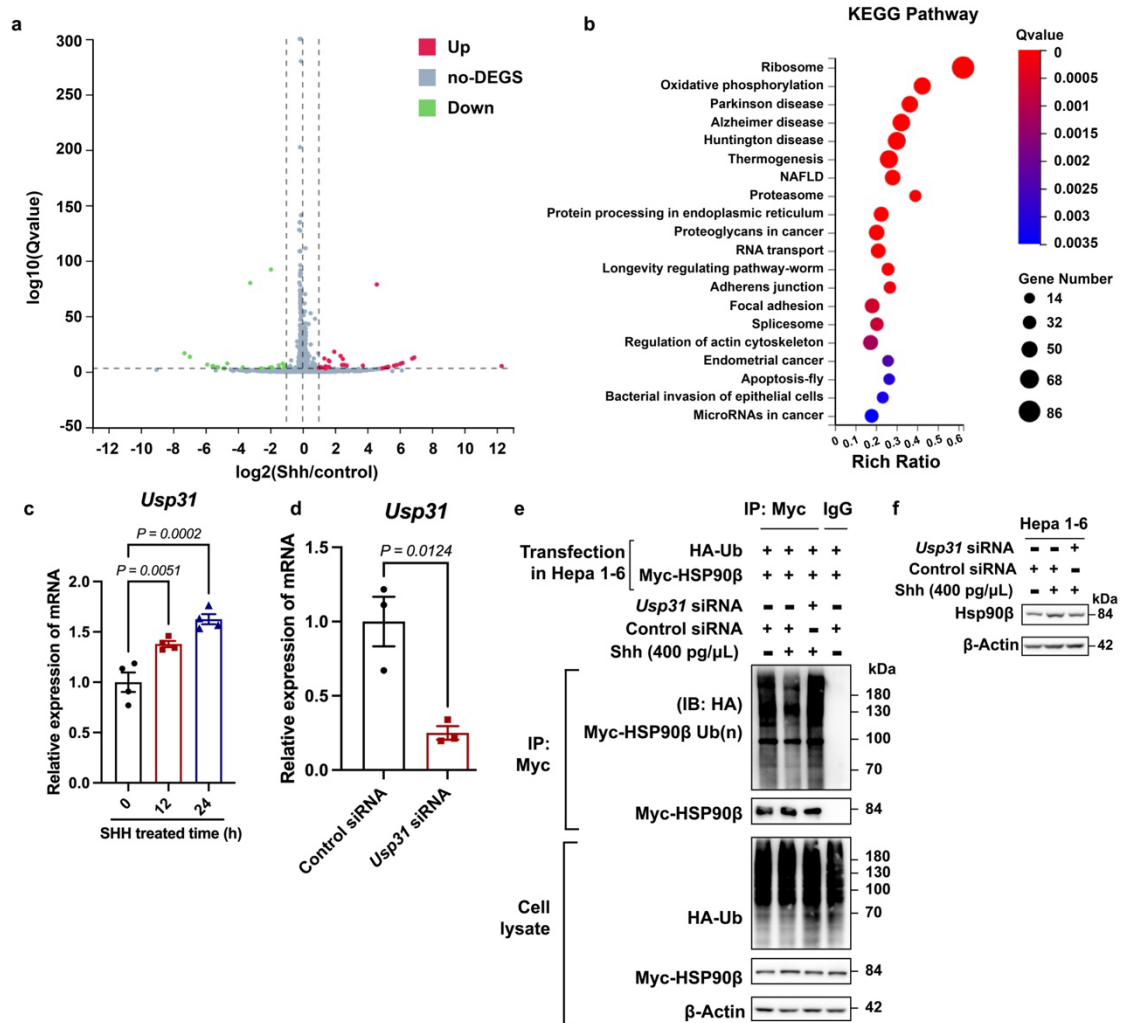 a
300
250
200
150
100
50
0
-50
log10(Qvalue)
-12 -10 -8 -6 -4 -2 0 2 4 6 8 10 12
log2(Shh/control)
Up
no-DEGS
Down
b
KEGG Pathway
Ribosome
Oxidative phosphorylation
Parkinson disease
Alzheimer disease
Huntington disease
Thermogenesis
NAFLD
Proteasome
Protein processing in endoplasmic reticulum
Proteoglycans in cancer
RNA transport
Longevity regulating pathway-worm
Adherens junction
Focal adhesion
Splicesome
Regulation of actin cytoskeleton
Endometrial cancer
Apoptosis-fly
Bacterial invasion of epithelial cells
MicroRNAs in cancer
0 0.1 0.2 0.3 0.4 0.5 0.6
Rich Ratio
Qvalue
0
0.0005
0.001
0.0015
0.002
0.0025
0.003
0.0035
Gene Number
14
32
50
68
86
c
Usp31
P = 0.0002
P = 0.0051
Relative expression of mRNA
2.0
1.5
1.0
0.5
0.0
0 12 24
SHH treated time (h)
d
Usp31
P = 0.0124
Relative expression of mRNA
1.5
1.0
0.5
0.0
Control siRNA
Usp31 siRNA
e
IP: Myc IgG
Transfection
in Hepa 1-6
HA-Ub + + + +
Myc-HSP90β + + + +
Usp31 siRNA - - + -
Control siRNA + + - -
Shh (400 pg/μL) - + + -
kDa
IP:
Myc
(IB: HA)
Myc-HSP90β Ub(n)
180
130
100
70
Myc-HSP90β
84
Cell
lysate
HA-Ub
180
130
100
70
Myc-HSP90β
84
β-Actin
42
f
Hepa 1-6
Usp31 siRNA - - +
Control siRNA + + -
Shh (400 pg/μL) - + +
kDa
Hsp90β
84
β-Actin
42